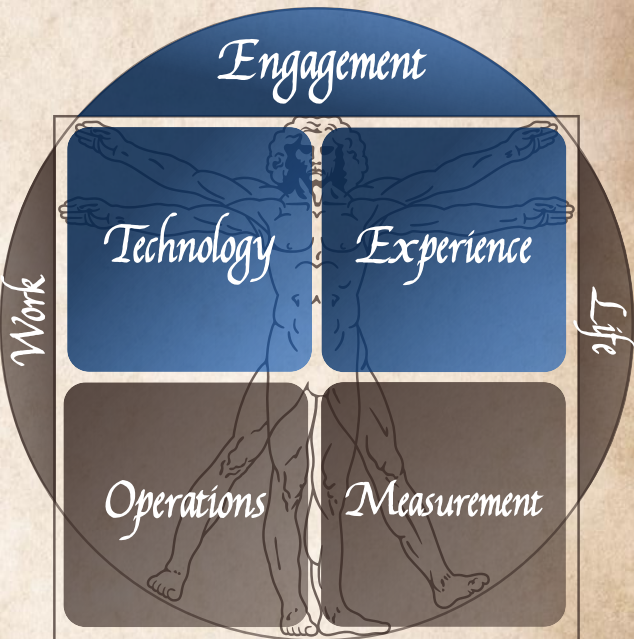 Engagement
Technology
Experience
Work
Life
Operations
Measurement